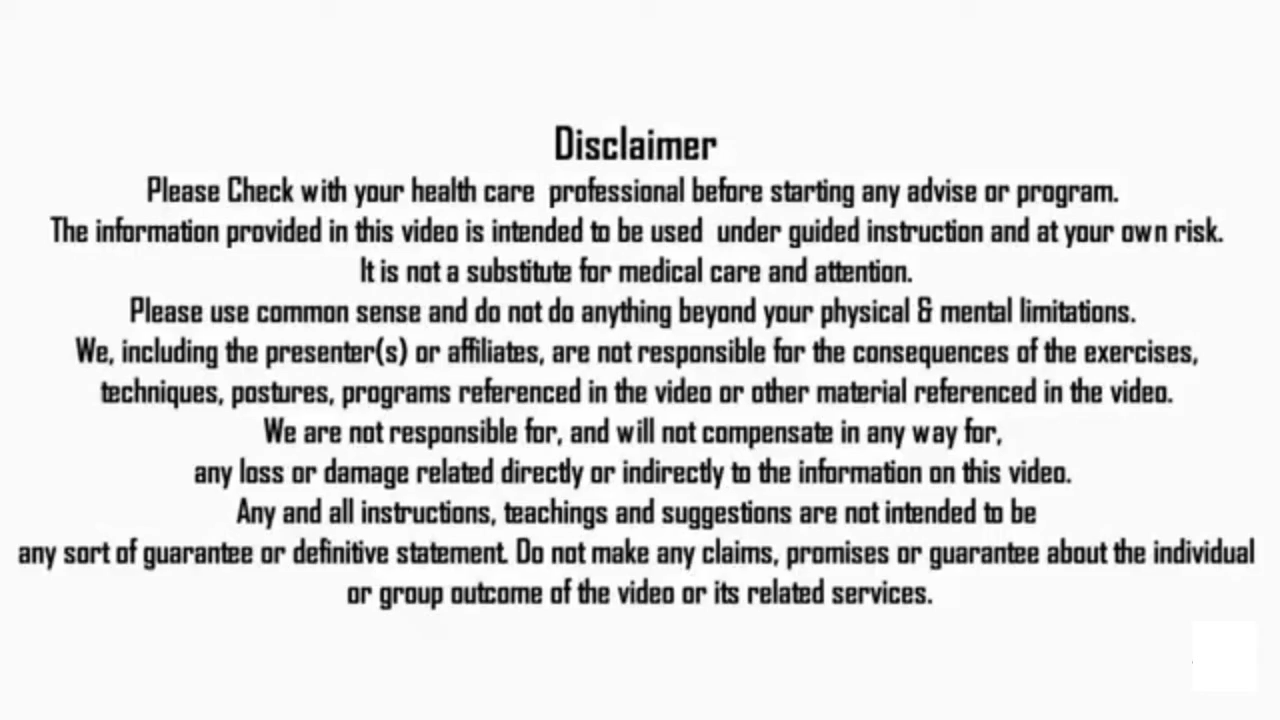 Disclaimer
Please Check with your health care professional before starting any advise or program.
The information provided in this video is intended to be used under guided instruction and at your own risk.
It is not a substitute for medical care and attention.
Please use common sense and do not do anything beyond your physical & mental limitations.
We, including the presenter(s) or affiliates, are not responsible for the consequences of the exercises,
techniques, postures, programs referenced in the video or other material referenced in the video.
We are not responsible for, and will not compensate in any way for,
any loss or damage related directly or indirectly to the information on this video.
Any and all instructions, teachings and suggestions are not intended to be
any sort of guarantee or definitive statement. Do not make any claims, promises or guarantee about the individual
or group outcome of the video or its related services.